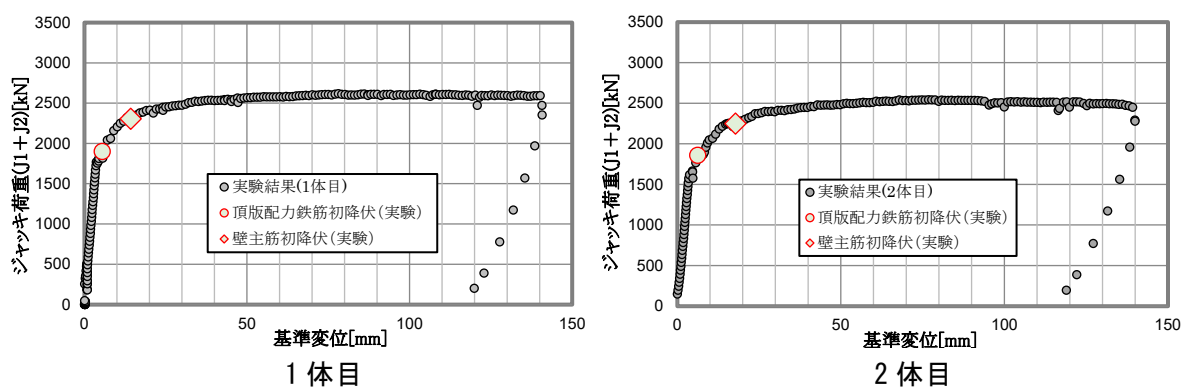 3500
3000
2500
2000
1500
1000
500
0
ジャッキ荷重(J1+J2)[kN]
実験結果(1体目)
頂版配力鉄筋初降伏(実験)
壁主筋初降伏(実験)
0 50 100 150
基準変位[mm]
1体目
3500
3000
2500
2000
1500
1000
500
0
ジャッキ荷重(J1+J2)[kN]
実験結果(2体目)
頂版配力鉄筋初降伏(実験)
壁主筋初降伏(実験)
0 50 100 150
基準変位[mm]
2体目